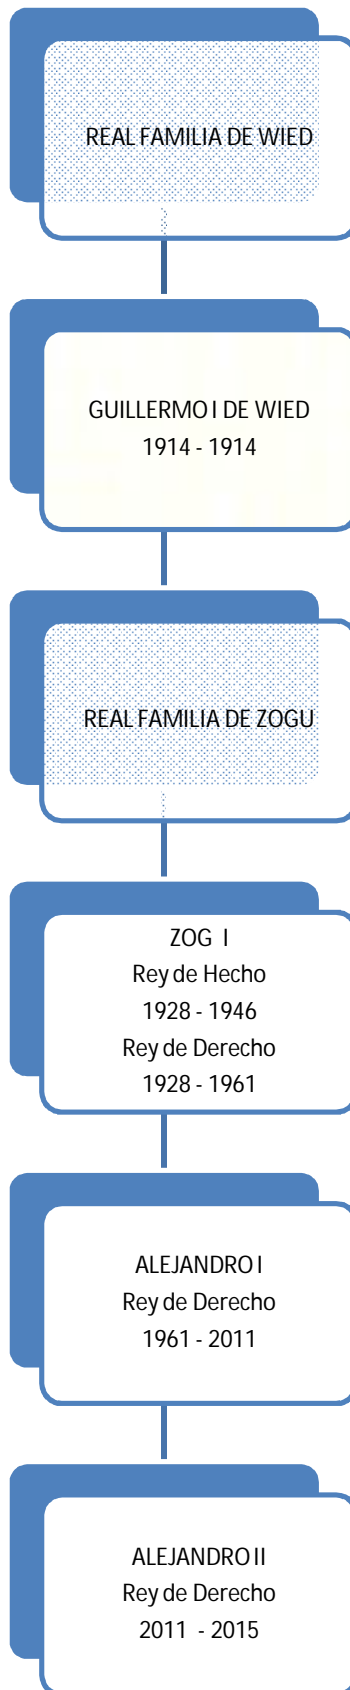 REAL FAMILIA DE WIED
GUILLERMO I DE WIED
1914 - 1914
REAL FAMILIA DE ZOGU
ZOG I
Rey de Hecho
1928 - 1946
Rey de Derecho
1928 - 1961
ALEJANDRO I
Rey de Derecho
1961 - 2011
ALEJANDRO II
Rey de Derecho
2011 - 2015